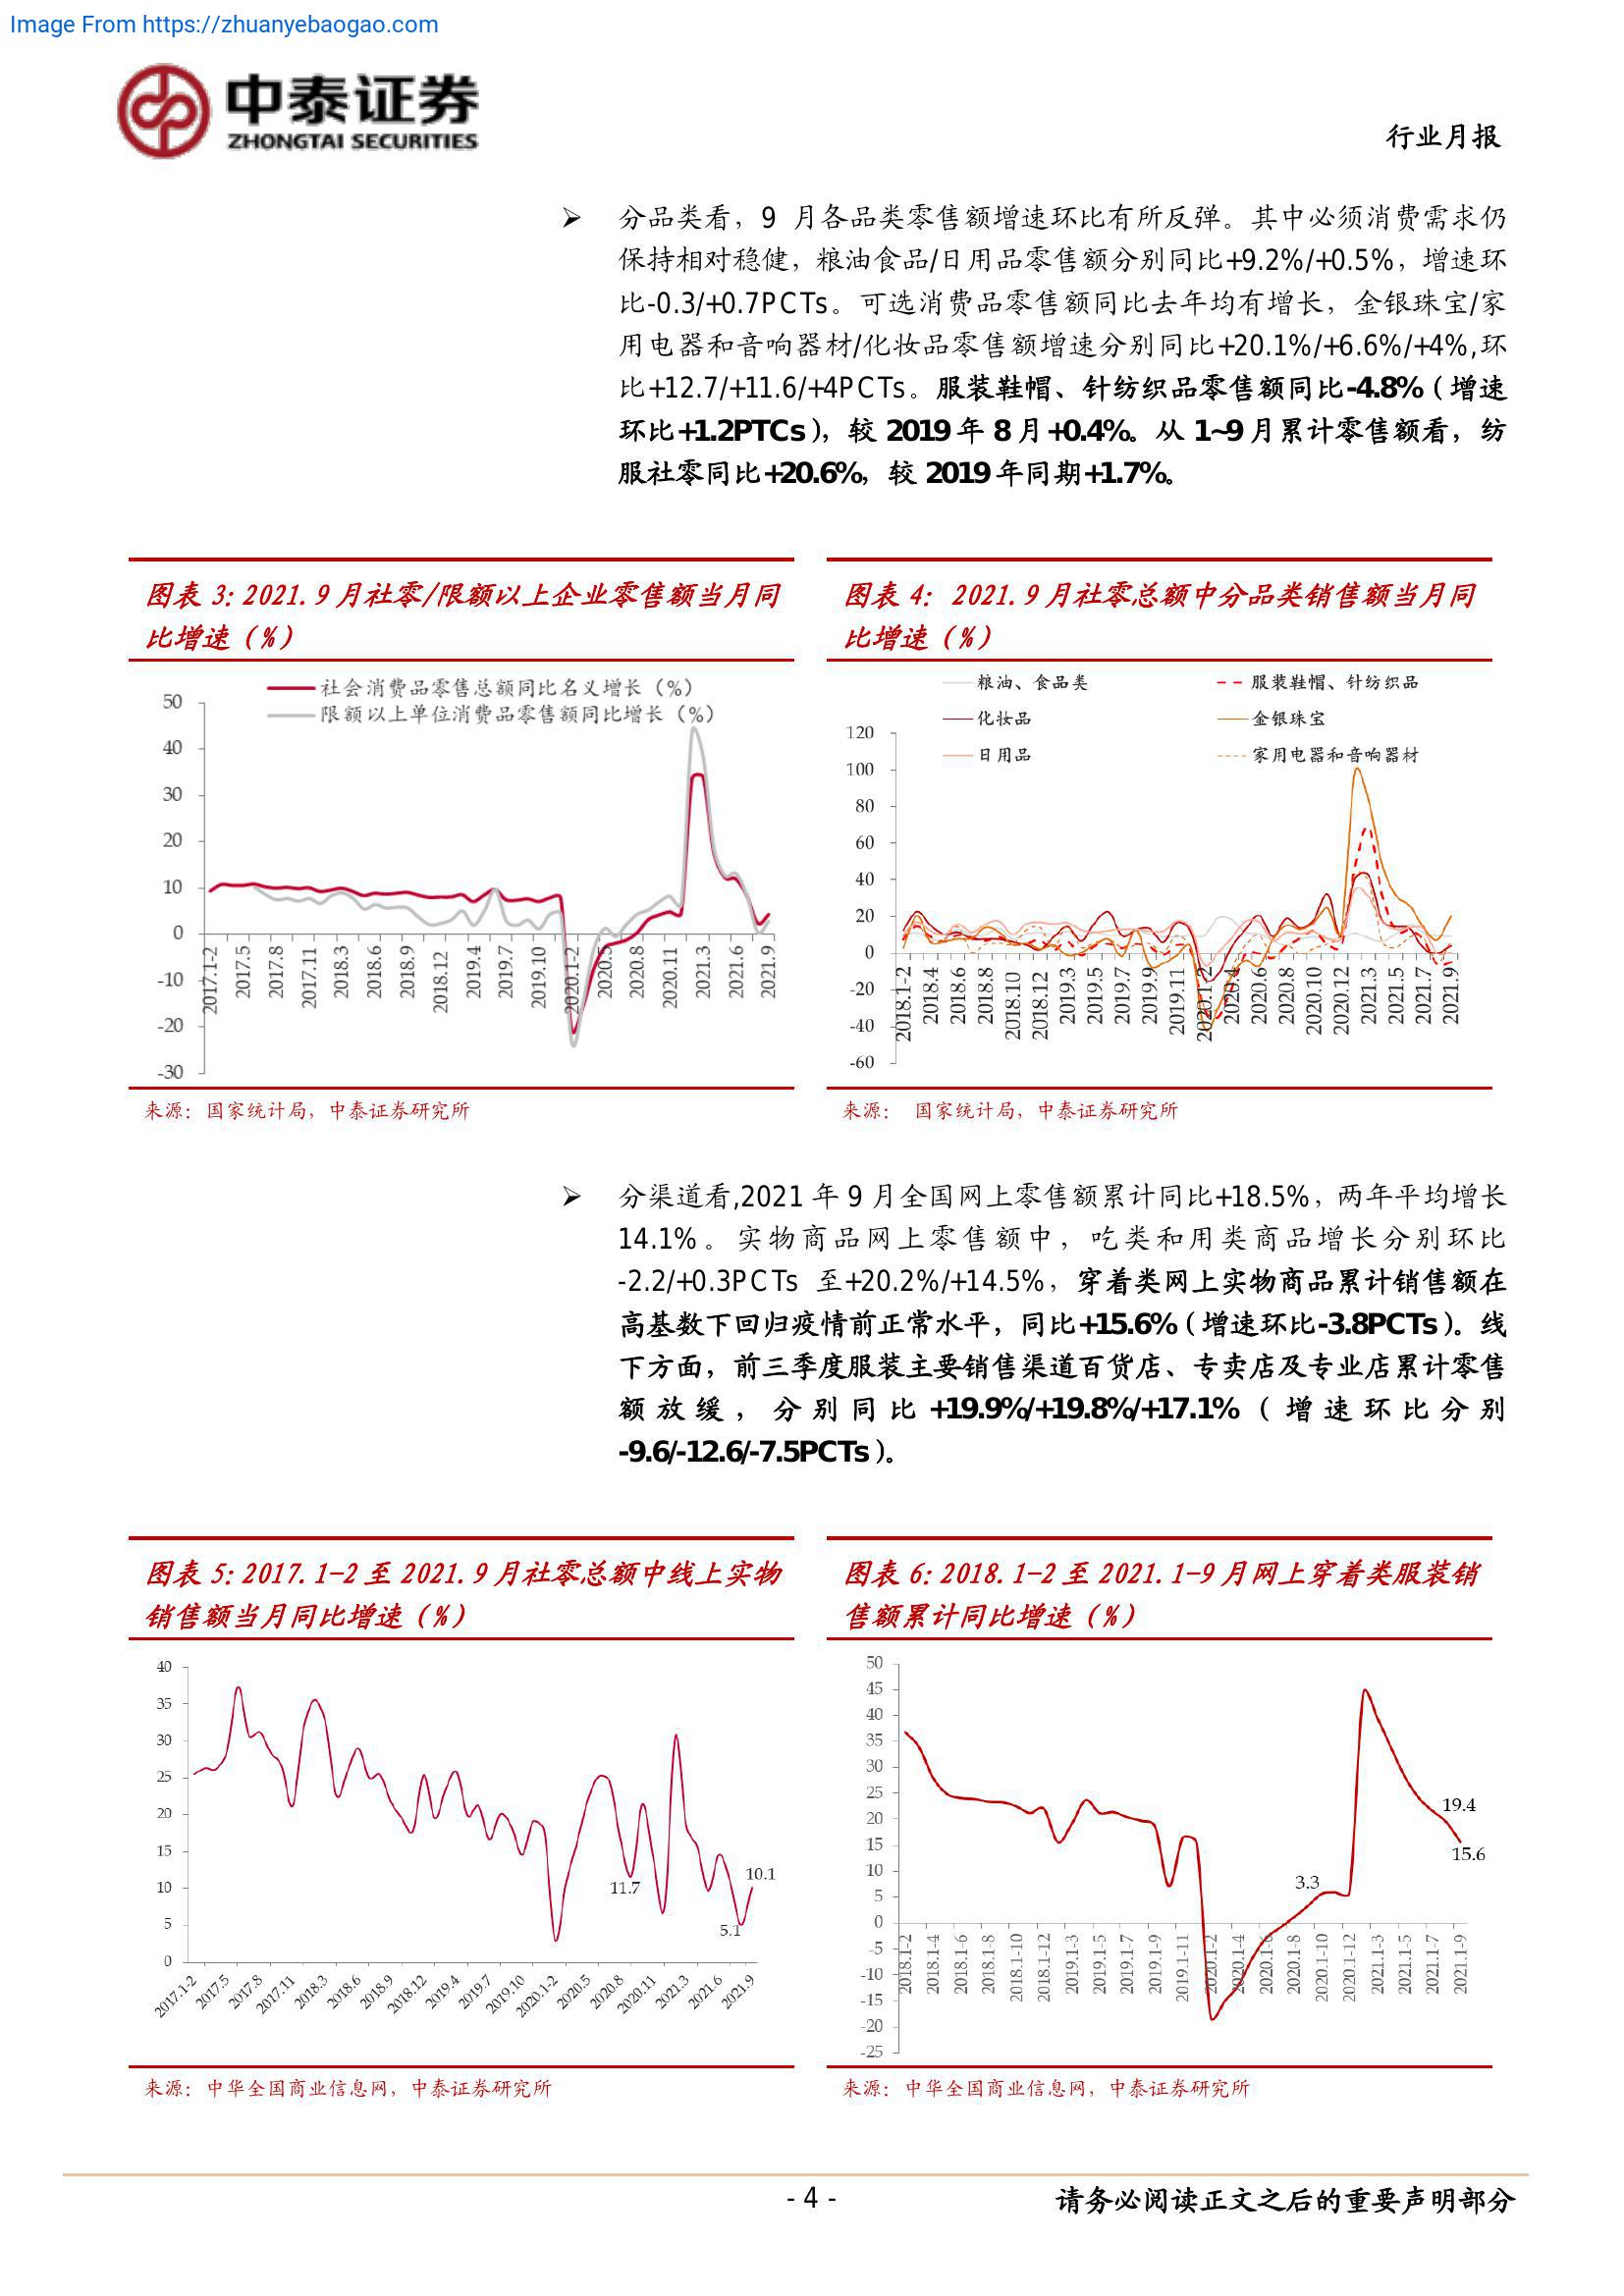 Image From https://zhuanyebaogao.com
中泰证券
ZHONGTAI SECURITIES
行业月报
➢ 分品类看，9 月各品类零售额增速环比有所反弹。其中必须消费需求仍
保持相对稳健，粮油食品/日用品零售额分别同比+9.2%/+0.5%，增速环
比-0.3/+0.7PCTs。可选消费品零售额同比去年均有增长，金银珠宝/家
用电器和音响器材/化妆品零售额增速分别同比+20.1%/+6.6%/+4%,环
比+12.7/+11.6/+4PCTs。服装鞋帽、针纺织品零售额同比-4.8%（增速
环比+1.2PTCs），较 2019 年 8 月+0.4%。从 1~9 月累计零售额看，纺
服社零同比+20.6%，较 2019 年同期+1.7%。
图表 3：2021.9 月社零/限额以上企业零售额当月同
比增速（%）
社会消费品零售总额同比名义增长（%）
限额以上单位消费品零售额同比增长（%）
50
40
30
20
10
0
-10
-20
-30
2017.1-2 2017.5 2017.8 2017.11 2018.3 2018.6 2018.9 2018.12 2019.4 2019.7 2019.10 2020.1-2 2020.5 2020.8 2020.11 2021.3 2021.6 2021.9
来源：国家统计局，中泰证券研究所
图表 4： 2021.9 月社零总额中分品类销售额当月同
比增速（%）
粮油、食品类 服装鞋帽、针纺织品
化妆品 金银珠宝
日用品 家用电器和音响器材
120
100
80
60
40
20
0
-20
-40
-60
2018.1-2 2018.4 2018.6 2018.8 2018.10 2018.12 2019.3 2019.5 2019.7 2019.9 2019.11 2020.1-2 2020.4 2020.6 2020.8 2020.10 2020.12 2021.3 2021.5 2021.7 2021.9
来源： 国家统计局，中泰证券研究所
➢ 分渠道看,2021 年 9 月全国网上零售额累计同比+18.5%，两年平均增长
14.1%。实物商品网上零售额中，吃类和用类商品增长分别环比
-2.2/+0.3PCTs 至+20.2%/+14.5%，穿着类网上实物商品累计销售额在
高基数下回归疫情前正常水平，同比+15.6%（增速环比-3.8PCTs）。线
下方面，前三季度服装主要销售渠道百货店、专卖店及专业店累计零售
额放缓，分别同比+19.9%/+19.8%/+17.1%（增速环比分别
-9.6/-12.6/-7.5PCTs）。
图表 5：2017.1-2 至 2021.9 月社零总额中线上实物
销售额当月同比增速（%）
40
35
30
25
20
15
10
5
0
11.7
10.1
5.1
2017.1-2 2017.5 2017.8 2017.11 2018.3 2018.6 2018.9 2018.12 2019.4 2019.7 2019.10 2020.1-2 2020.5 2020.8 2020.11 2021.3 2021.6 2021.9
来源：中华全国商业信息网，中泰证券研究所
图表 6：2018.1-2 至 2021.1-9 月网上穿着类服装销
售额累计同比增速（%）
50
45
40
35
30
25
20
15
10
5
0
-5
-10
-15
-20
-25
19.4
15.6
3.3
2018.1-2 2018.1-4 2018.1-6 2018.1-8 2018.1-10 2018.1-12 2019.1-3 2019.1-5 2019.1-7 2019.1-9 2019.1-11 2020.1-2 2020.1-4 2020.1-6 2020.1-8 2020.1-10 2020.1-12 2021.1-3 2021.1-5 2021.1-7 2021.1-9
来源：中华全国商业信息网，中泰证券研究所
- 4 -
请务必阅读正文之后的重要声明部分